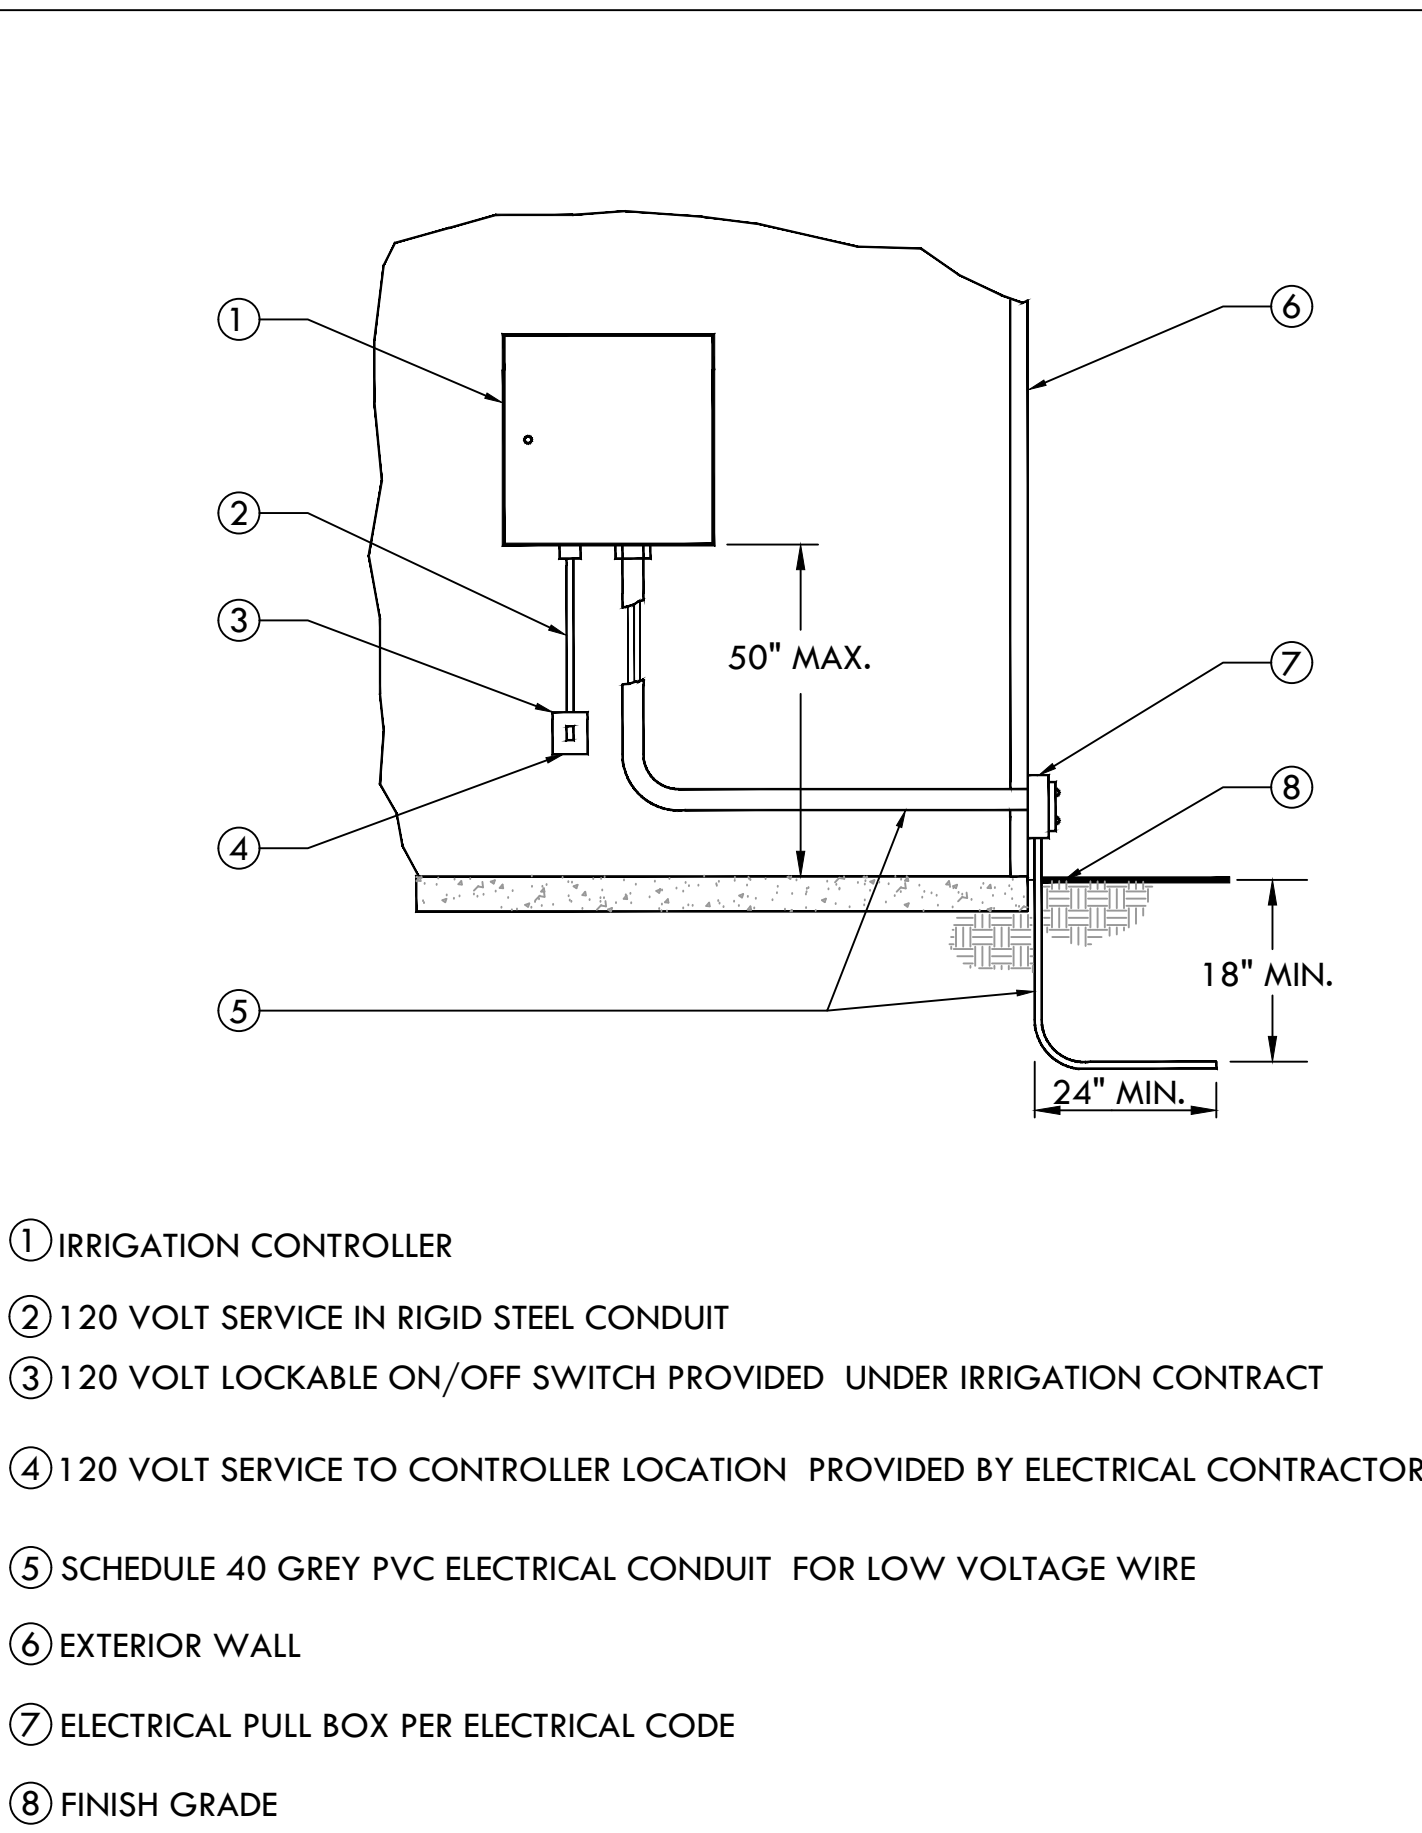 1
6
2
3
50" MAX.
7
8
4
18" MIN.
5
24" MIN.
1 IRRIGATION CONTROLLER
2 120 VOLT SERVICE IN RIGID STEEL CONDUIT
3 120 VOLT LOCKABLE ON/OFF SWITCH PROVIDED UNDER IRRIGATION CONTRACT
4 120 VOLT SERVICE TO CONTROLLER LOCATION PROVIDED BY ELECTRICAL CONTRACTOR
5 SCHEDULE 40 GREY PVC ELECTRICAL CONDUIT FOR LOW VOLTAGE WIRE
6 EXTERIOR WALL
7 ELECTRICAL PULL BOX PER ELECTRICAL CODE
8 FINISH GRADE